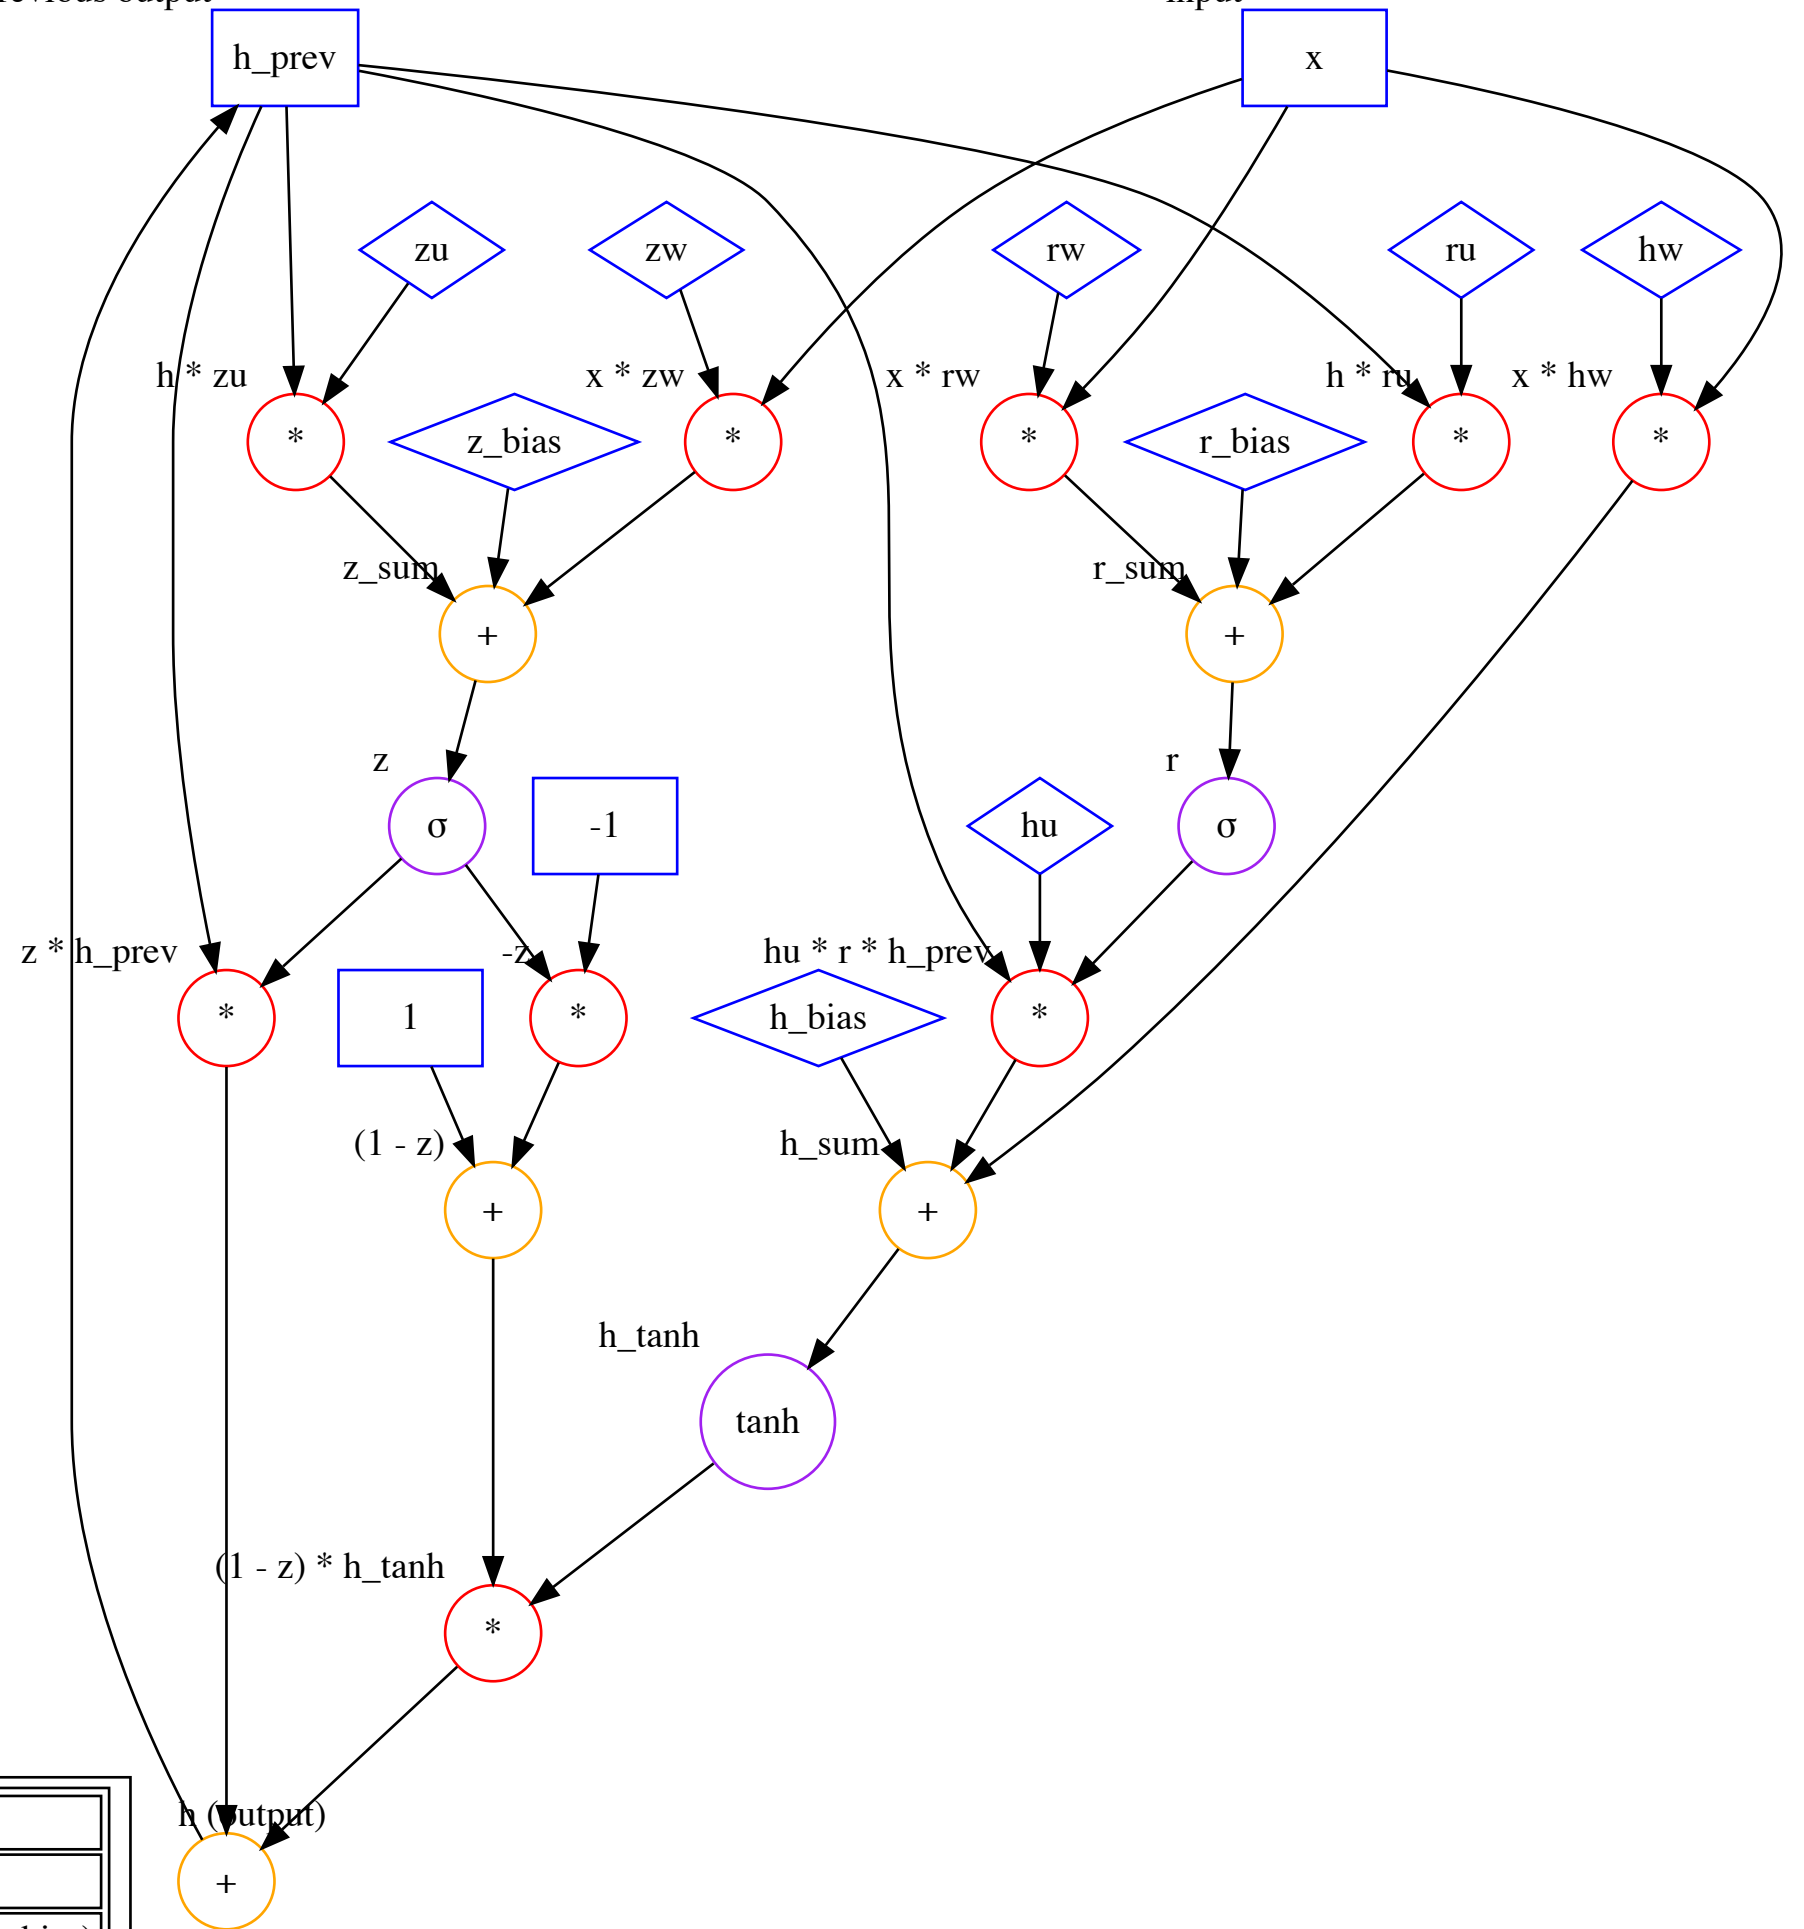 output
h_prev
x
zu
zw
rw
ru
hw
h * zu
x * zw
x * rw
h * ru
x * hw
*
z_bias
*
*
r_bias
*
*
z_sum
r_sum
+
+
z
r
σ
-1
hu
σ
z * h_prev
-z
hu * r * h_prev
*
1
*
h_bias
*
(1 - z)
h_sum
+
+
h_tanh
tanh
(1 - z) * h_tanh
*
h (output)
+